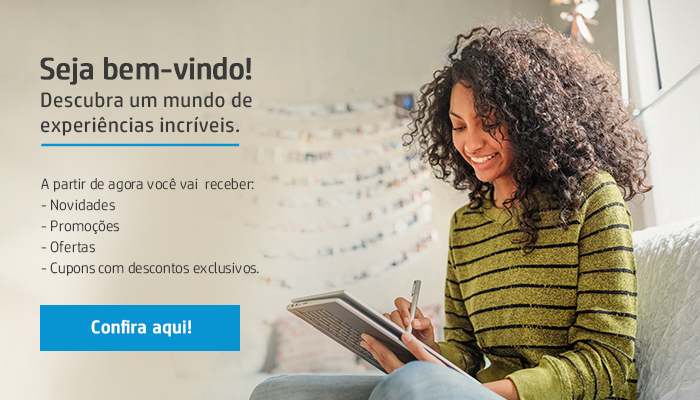 Seja bem-vindo!
Descubra um mundo de
experiências incríveis.
A partir de agora você vai  receber:
- Novidades
- Promoções
- Ofertas
- Cupons com descontos exclusivos.
Confira aqui!